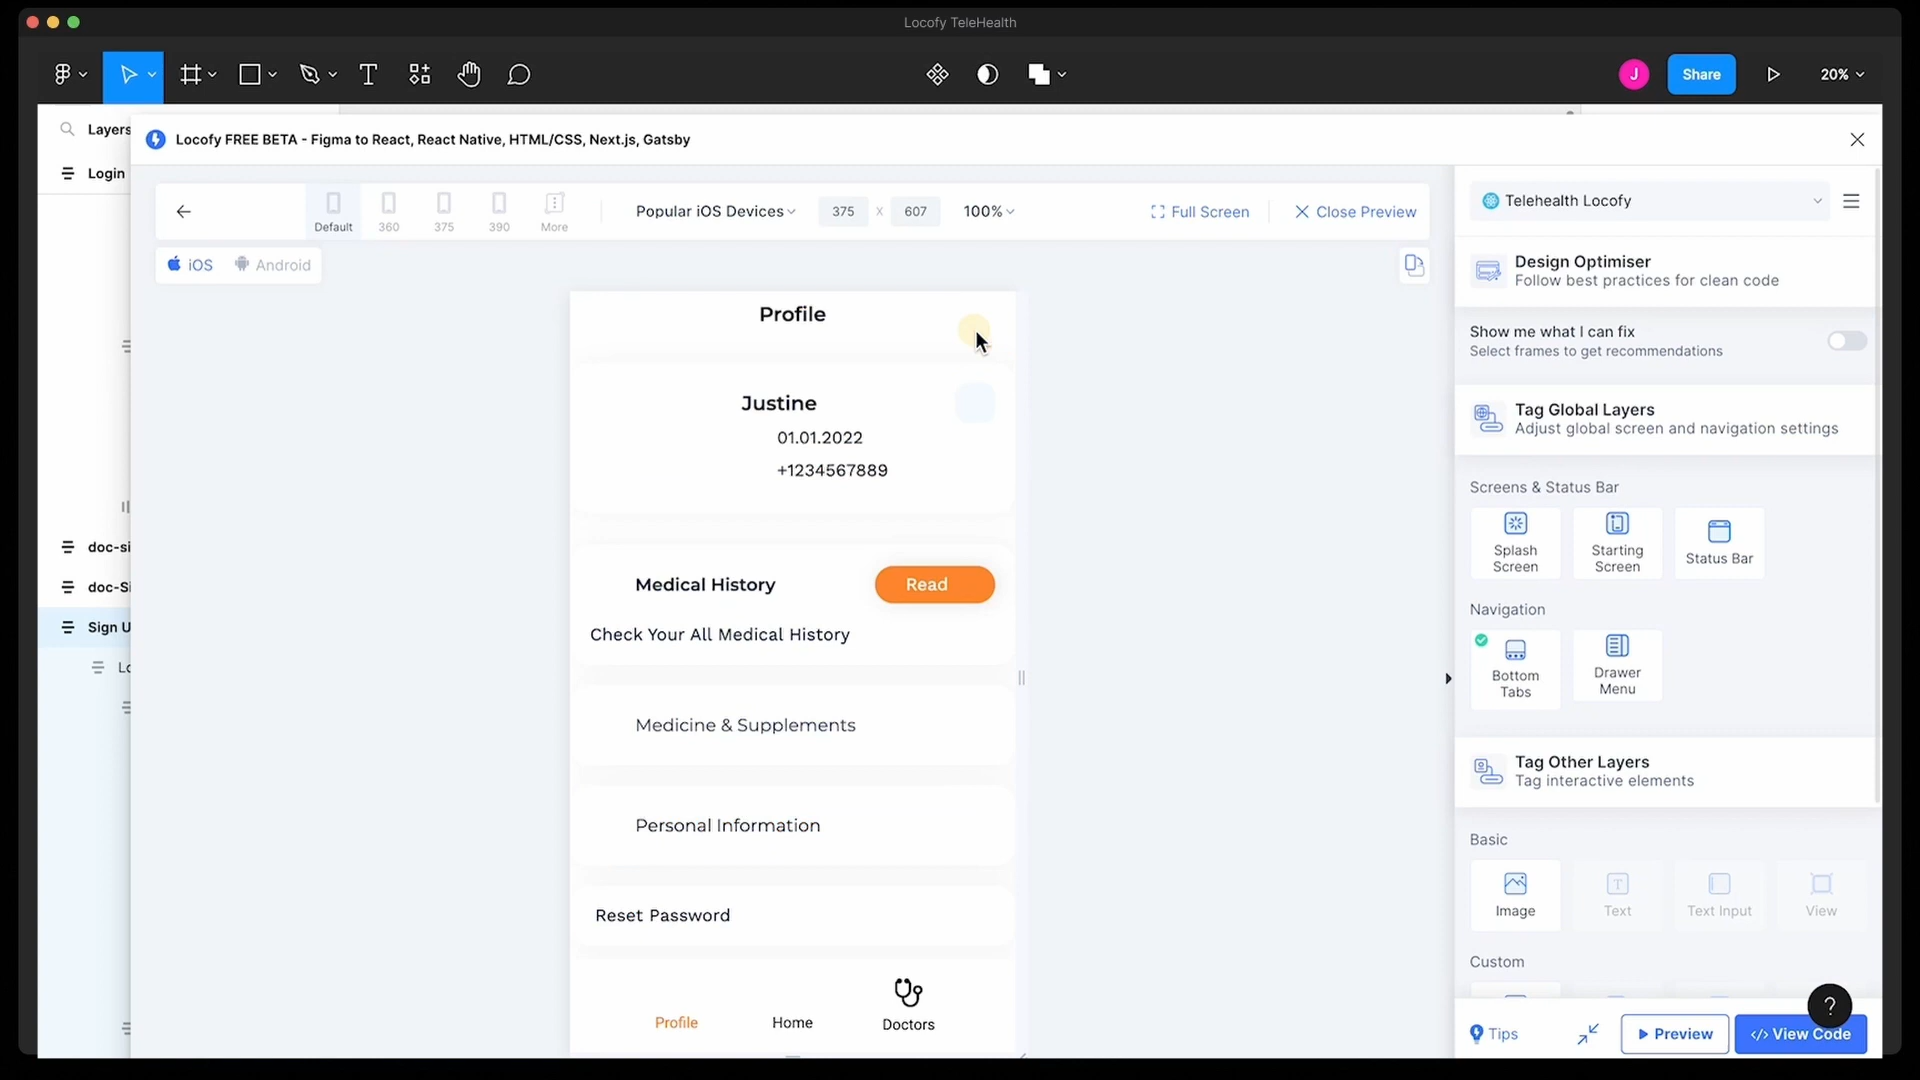 Locofy TeleHealth
J
Share
20%
Layers
Locofy FREE BETA - Figma to React, React Native, HTML/CSS, Next.js, Gatsby
Login
Default
360
375
390
More
Popular iOS Devices
375
x
607
100%
Full Screen
Close Preview
iOS
Android
Profile
Justine
01.01.2022
+1234567889
Medical History
Read
Check Your All Medical History
Medicine & Supplements
Personal Information
Reset Password
Profile
Home
Doctors
doc-si
doc-Si
Sign U
Lo
Telehealth Locofy
Design Optimiser
Follow best practices for clean code
Show me what I can fix
Select frames to get recommendations
Tag Global Layers
Adjust global screen and navigation settings
Screens & Status Bar
Splash
Screen
Starting
Screen
Status Bar
Navigation
Bottom
Tabs
Drawer
Menu
Tag Other Layers
Tag interactive elements
Basic
Image
Text
Text Input
View
Custom
?
Tips
Preview
</> View Code